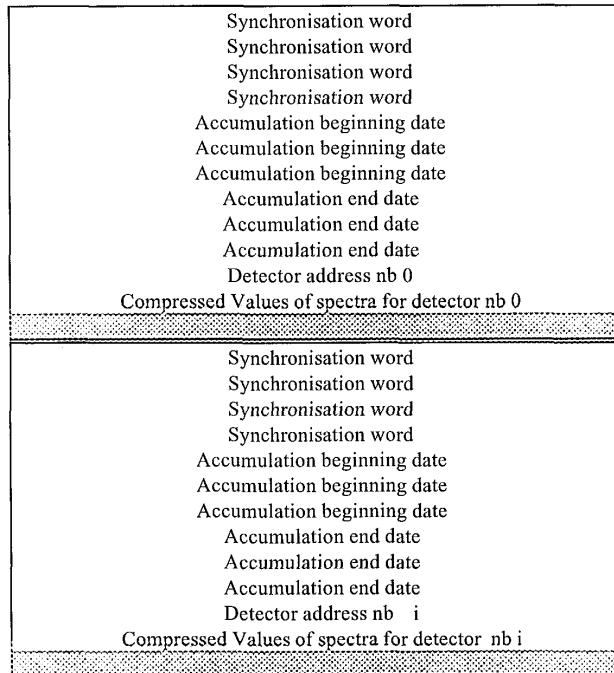 Synchronisation word
Synchronisation word
Synchronisation word
Synchronisation word
Accumulation beginning date
Accumulation beginning date
Accumulation beginning date
Accumulation end date
Accumulation end date
Accumulation end date
Detector address nb 0
Compressed Values of spectra for detector nb 0
Synchronisation word
Synchronisation word
Synchronisation word
Synchronisation word
Accumulation beginning date
Accumulation beginning date
Accumulation beginning date
Accumulation end date
Accumulation end date
Accumulation end date
Detector address nb i
Compressed Values of spectra for detector nb i